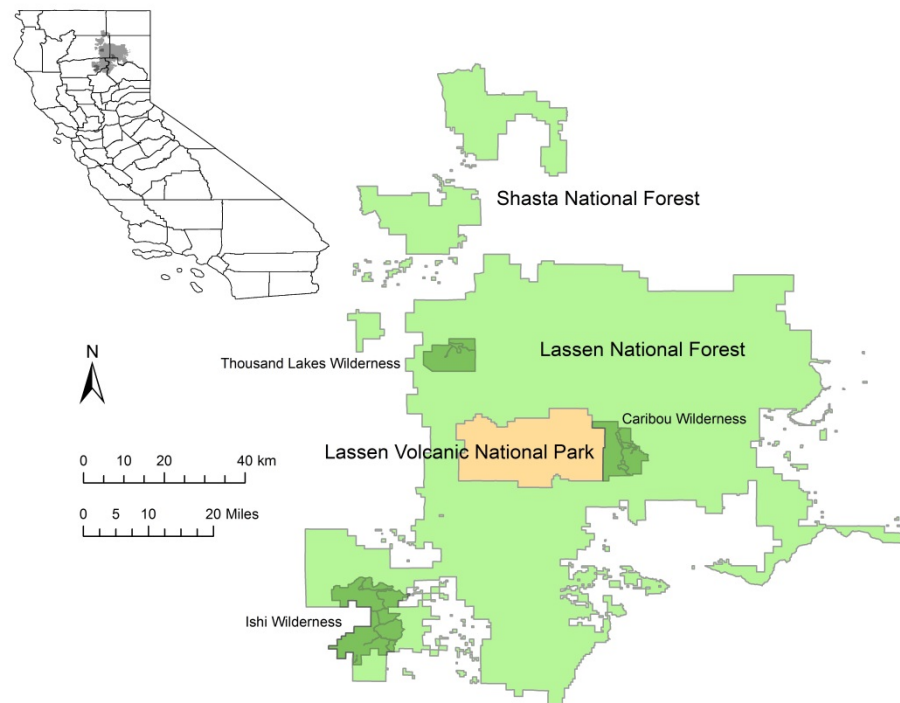 Shasta National Forest
N
Thousand Lakes Wilderness
Lassen National Forest
Caribou Wilderness
Lassen Volcanic National Park
0 10 20 40 km
0 5 10 20 Miles
Ishi Wilderness